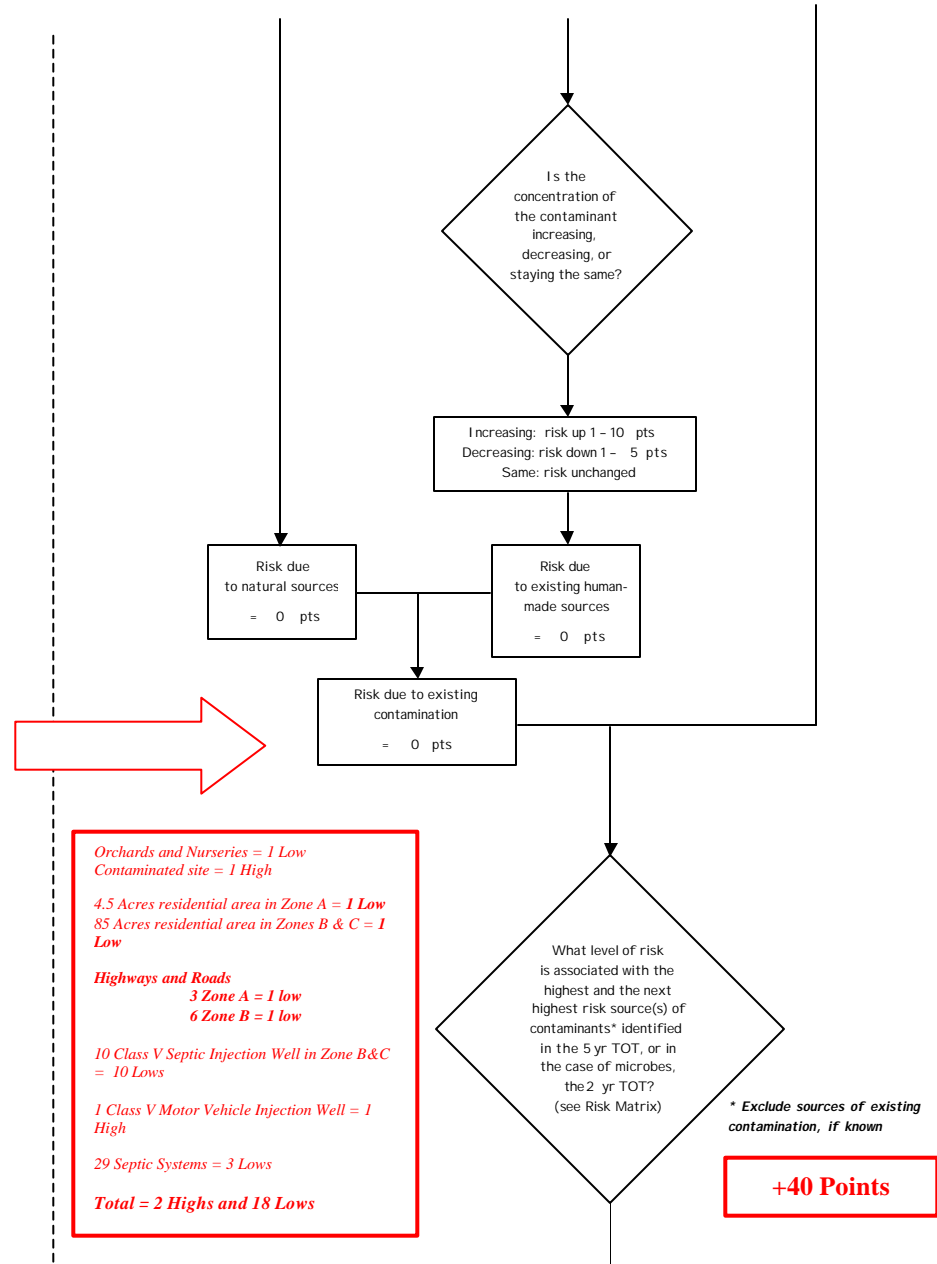 Is the
concentration of
the contaminant
increasing,
decreasing, or
staying the same?
Increasing: risk up 1 – 10 pts
Decreasing: risk down 1 – 5 pts
Same: risk unchanged
Risk due
to natural sources
= 0 pts
Risk due
to existing human-
made sources
= 0 pts
Risk due to existing
contamination
= 0 pts
Orchards and Nurseries = 1 Low
Contaminated site = 1 High
4.5 Acres residential area in Zone A = 1 Low
85 Acres residential area in Zones B & C = 1
Low
Highways and Roads
3 Zone A = 1 low
6 Zone B = 1 low
10 Class V Septic Injection Well in Zone B&C
= 10 Lows
1 Class V Motor Vehicle Injection Well = 1
High
29 Septic Systems = 3 Lows
Total = 2 Highs and 18 Lows
What level of risk
is associated with the
highest and the next
highest risk source(s) of
contaminants* identified
in the 5 yr TOT, or in
the case of microbes,
the 2 yr TOT?
(see Risk Matrix)
* Exclude sources of existing
contamination, if known
+40 Points